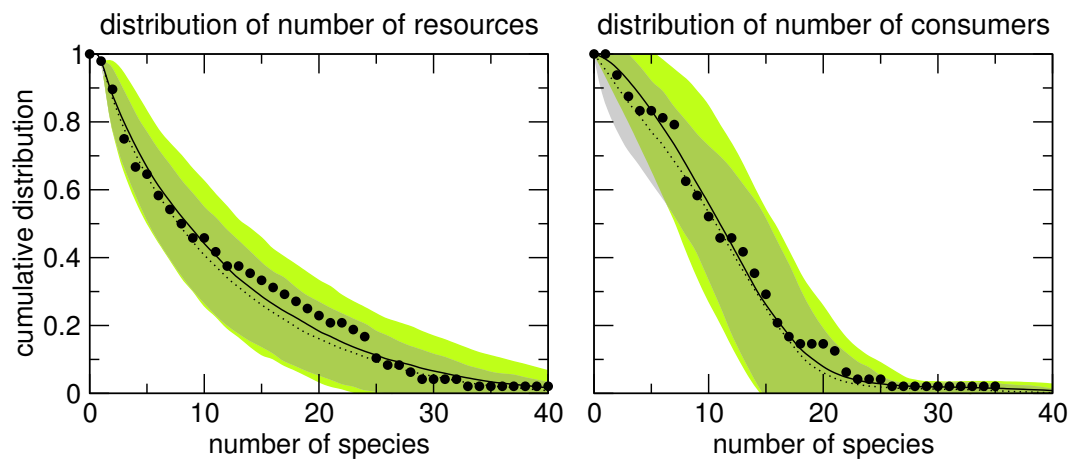 distribution of number of resources
distribution of number of consumers
cumulative distribution
1
0.8
0.6
0.4
0.2
0
0 10 20 30 40
0 10 20 30 40
number of species
number of species